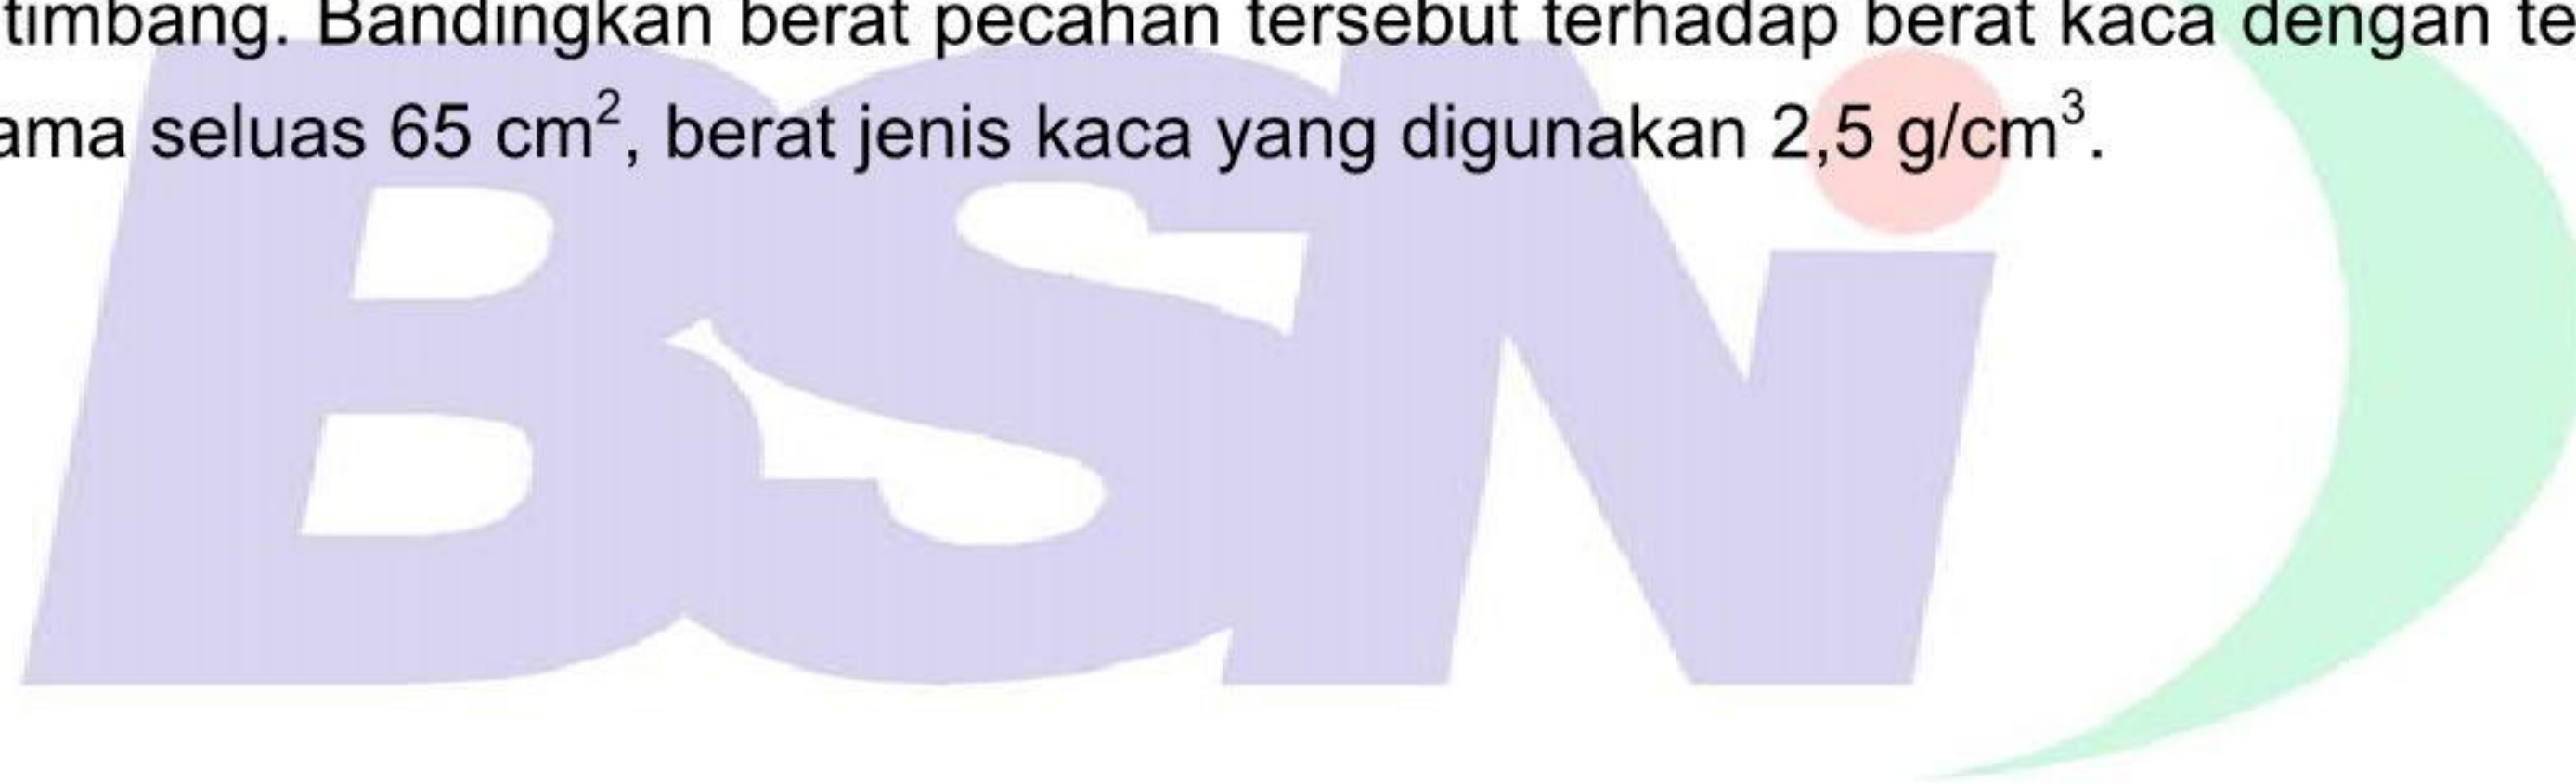 timbang. Bandingkan berat pecahan tersebut terhadap berat kaca dengan te
ama seluas 65 cm², berat jenis kaca yang digunakan 2,5 g/cm³.
BSNi